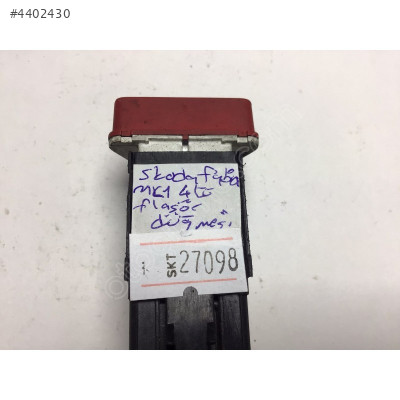 #4402430
Skoda fabia
MK1 4lü
flaşör
düğmesi
SKT 27098